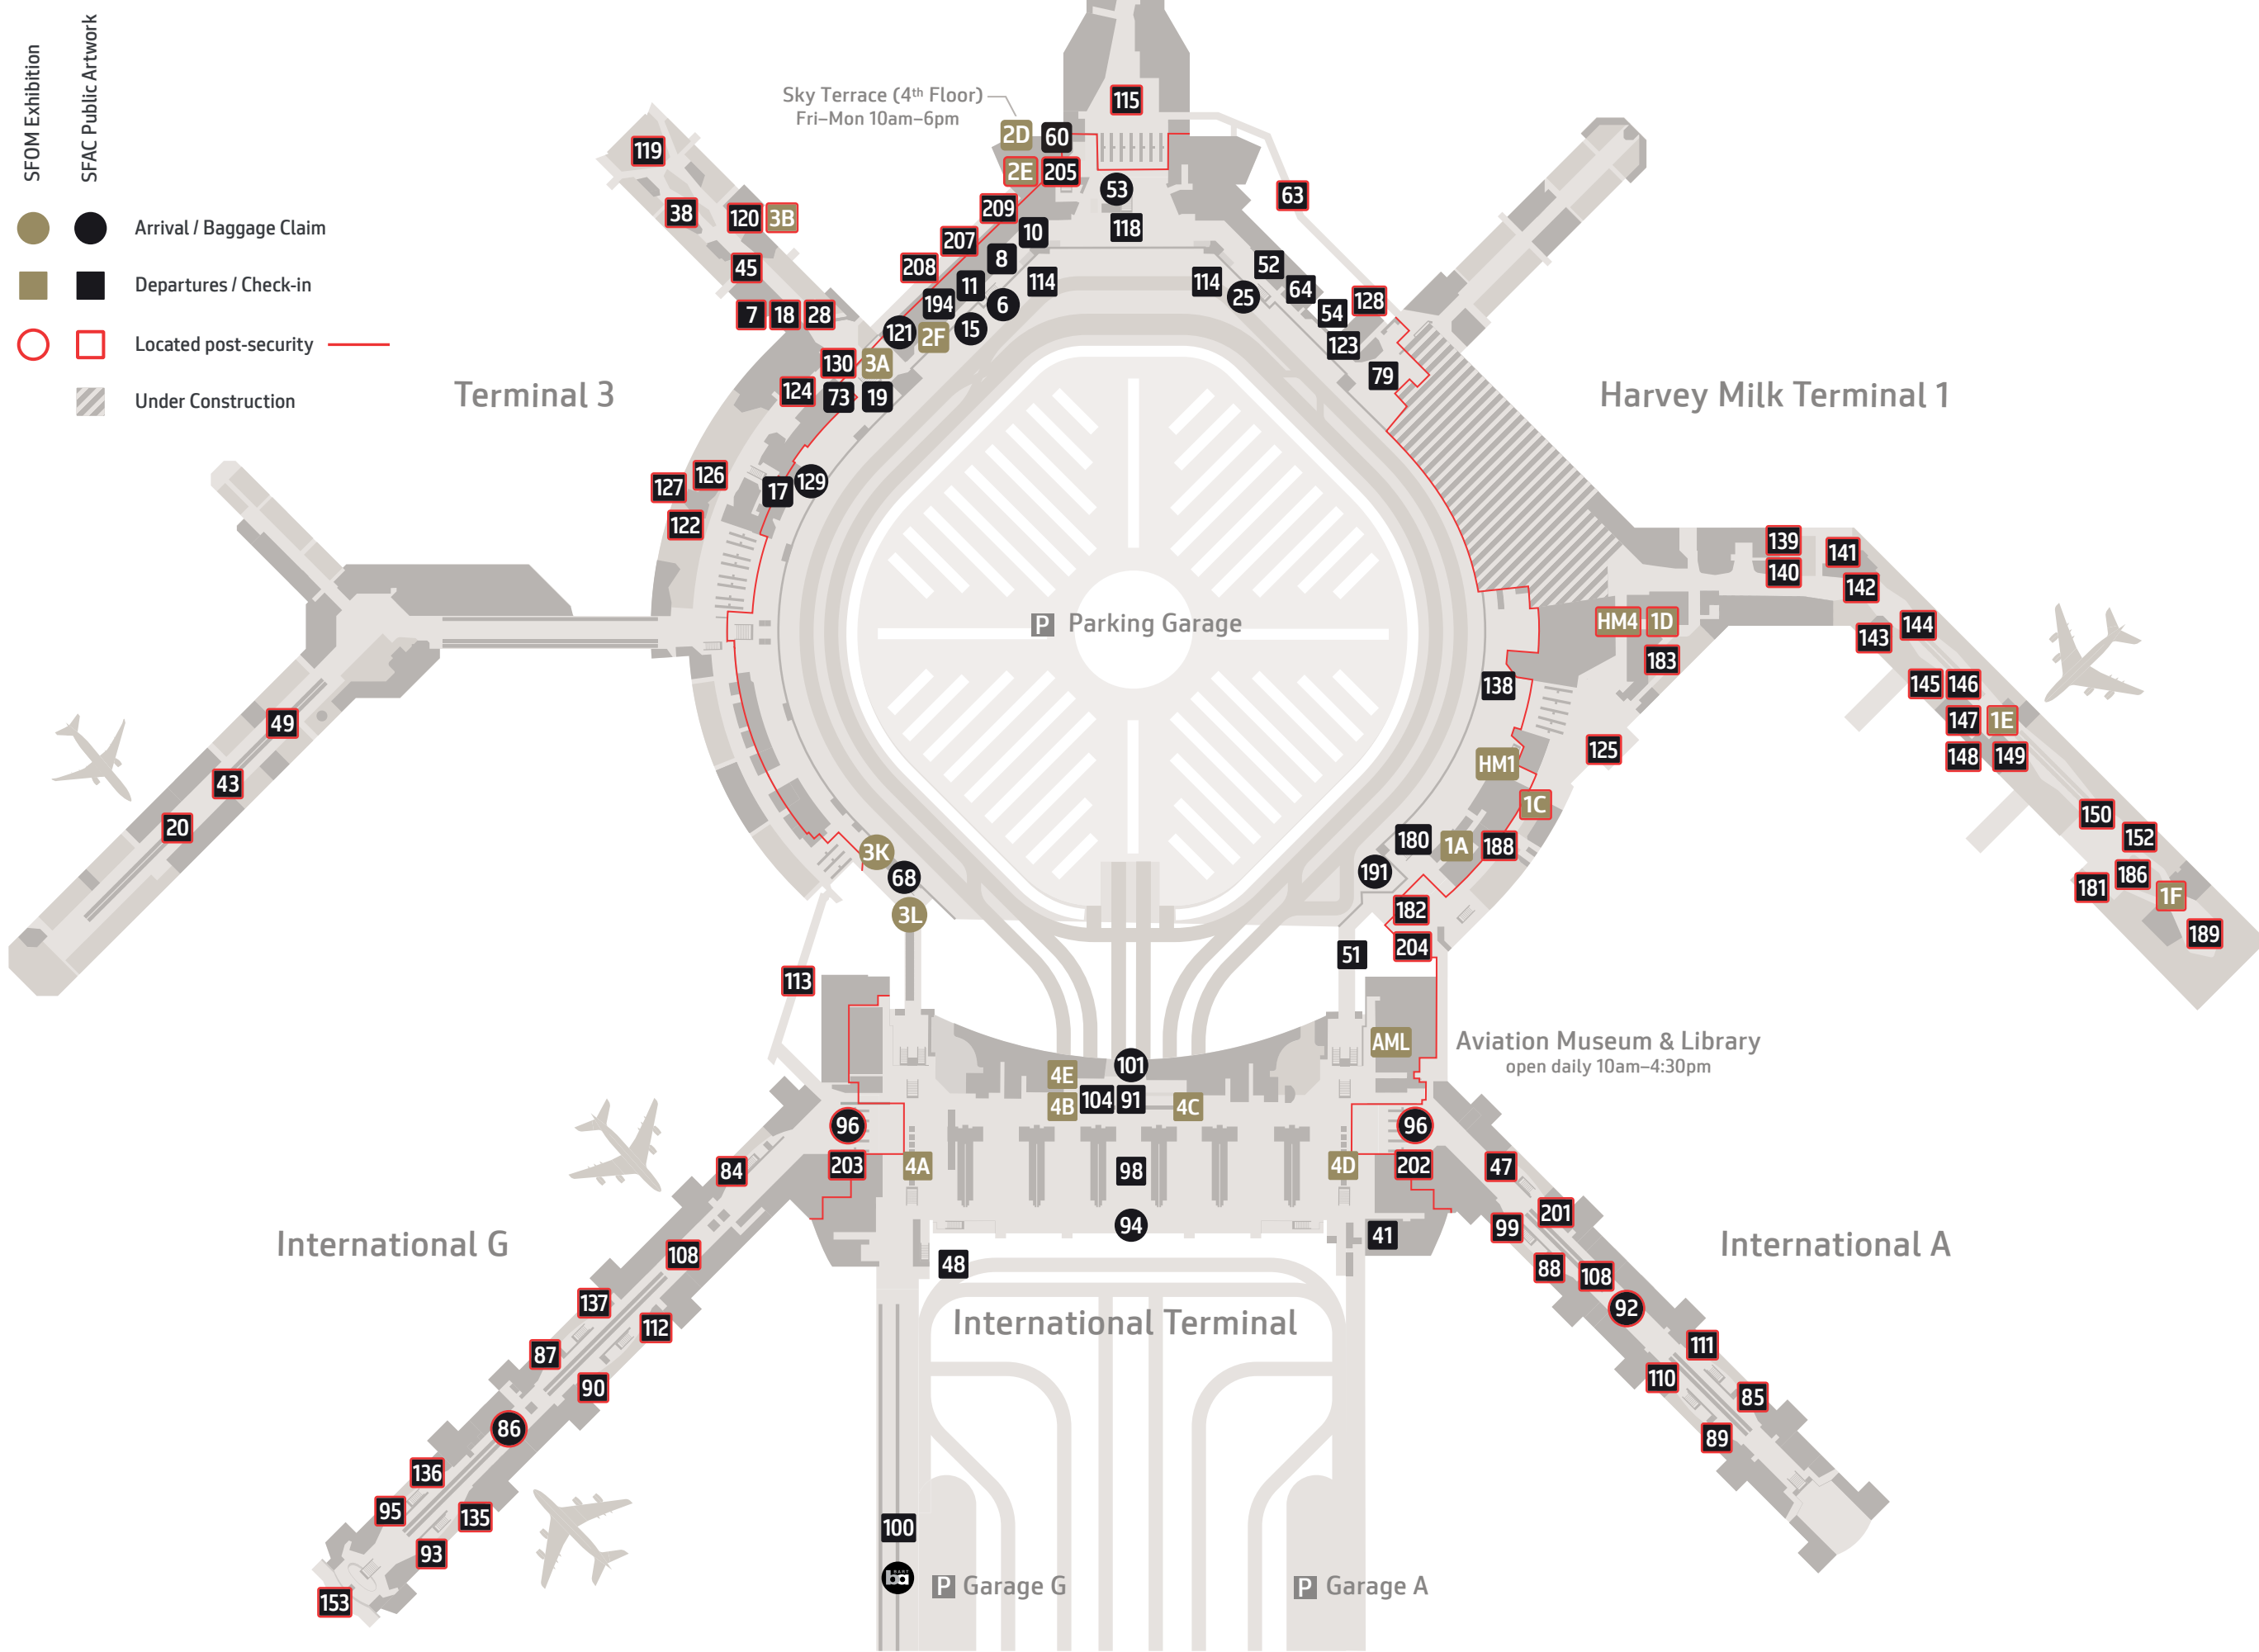 SFOM Exhibition
SFAC Public Artwork
Arrival / Baggage Claim
Departures / Check-in
Located post-security
Under Construction
Sky Terrace (4th Floor)
Fri–Mon 10am–6pm
115
2D 60
2E 205
53
63
119
38
120 3B
209
10
118
207
8
52
45
208
11
114
114
25
64
7 18 28
194
6
54
128
121
2F
15
123
130 3A
79
124 73 19
Terminal 3
Harvey Milk Terminal 1
127
126
17
129
122
139
141
140
142
P Parking Garage
HM4 1D
144
143
183
138
145 146
49
147 1E
125
148 149
43
HM1
1C
150
20
180
1A
188
152
3K
191
68
186
181
1F
3L
182
189
204
51
113
AML
Aviation Museum & Library
open daily 10am–4:30pm
101
4E
4B 104 91 4C
96
96
84
203
4A
98
4D
202
47
94
201
99
41
International G
International A
108
48
88
108
137
92
112
International Terminal
87
111
90
110
85
86
89
136
95
135
100
93
BART
ba
153
P Garage G
P Garage A